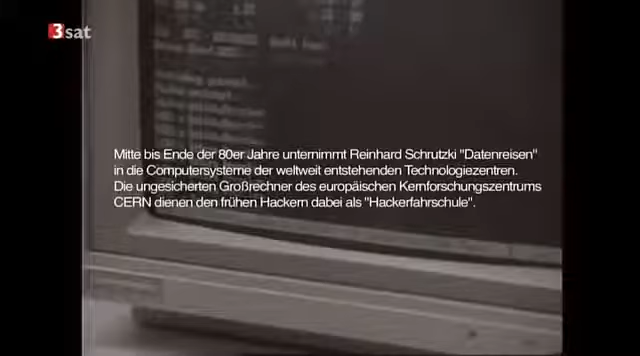 3sat
Mitte bis Ende der 80er Jahre unternimmt Reinhard Schrutzki "Datenreisen"
in die Computersysteme der weltweit entstehenden Technologiezentren.
Die ungesicherten Großrechner des europäischen Kernforschungszentrums
CERN dienen den frühen Hackern dabei als "Hackerfahrschule".